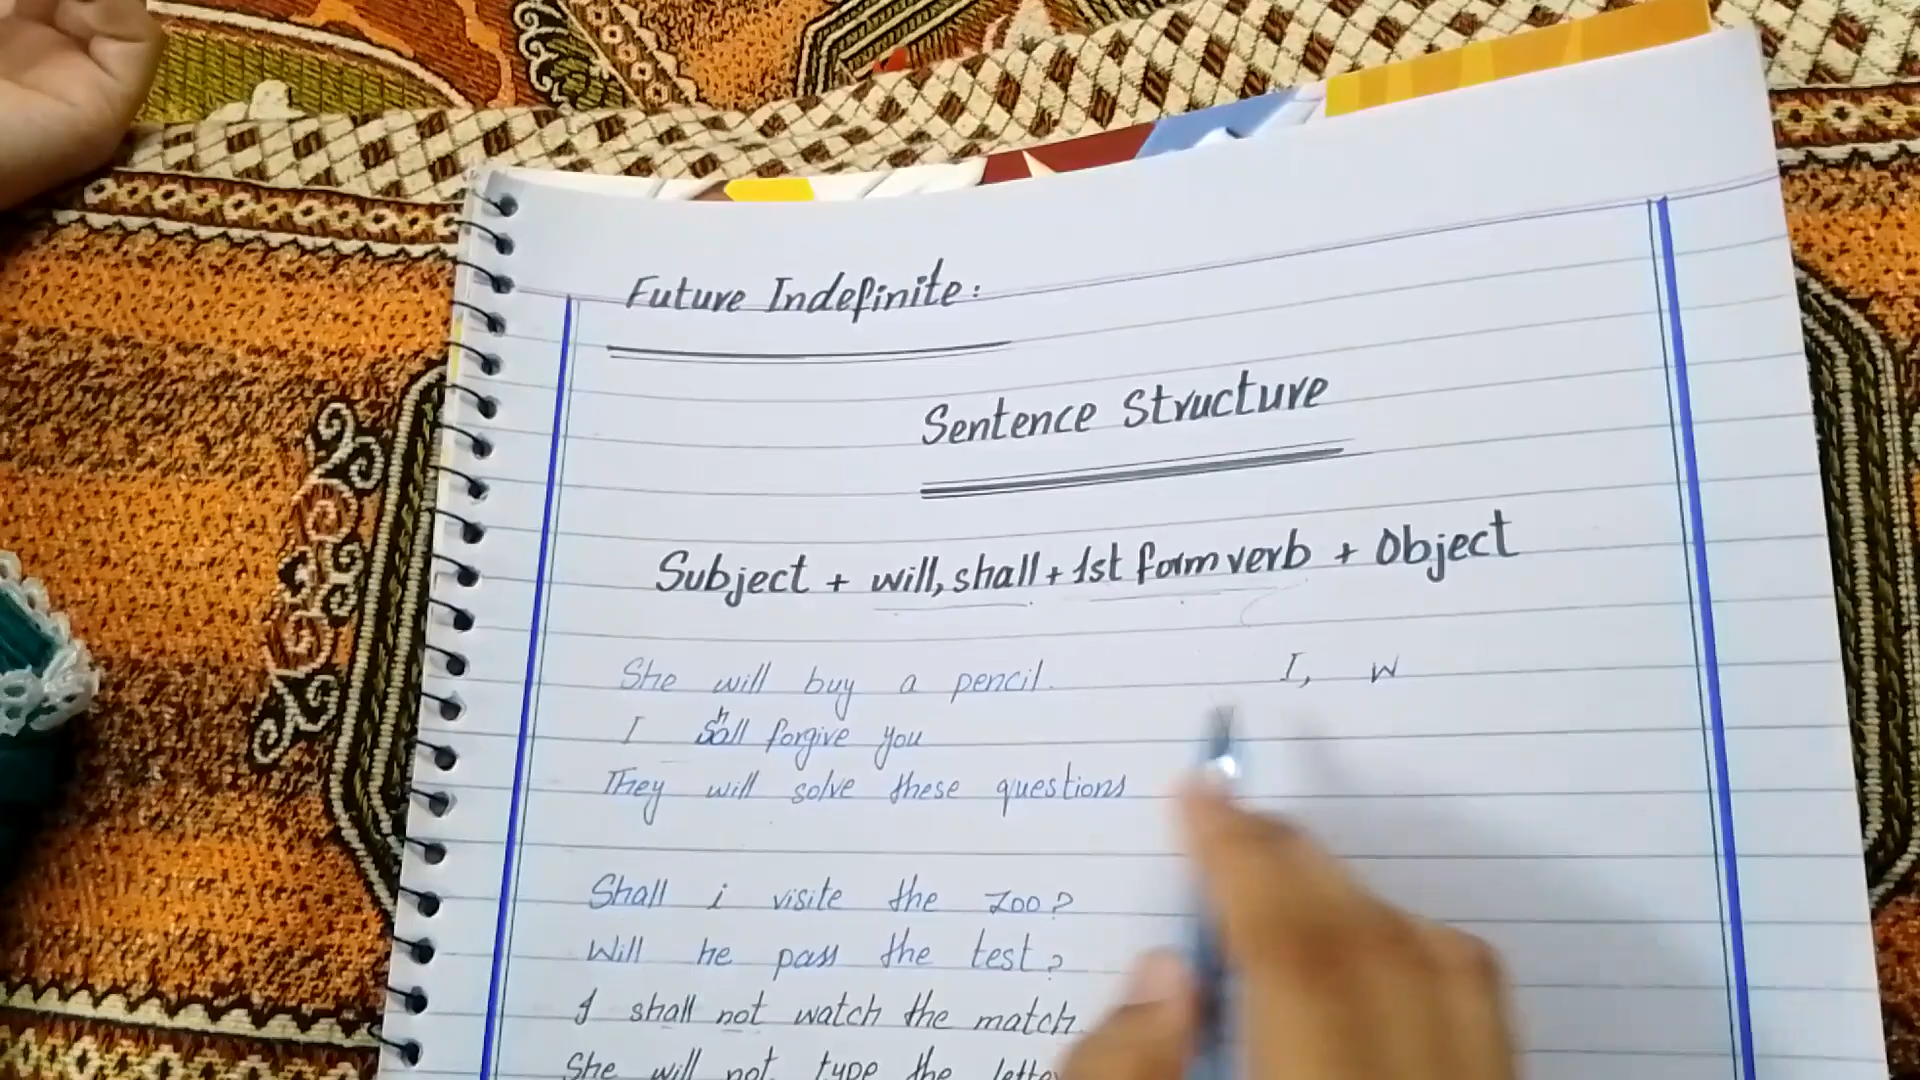 Future Indefinite:
Sentence Structure
Subject + will, shall + 1st form verb + Object
She will buy a pencil. I, W
I shall forgive you
They will solve these questions
Shall i visite the zoo?
Will he pass the test?
I shall not watch the match.
She will not type the letter